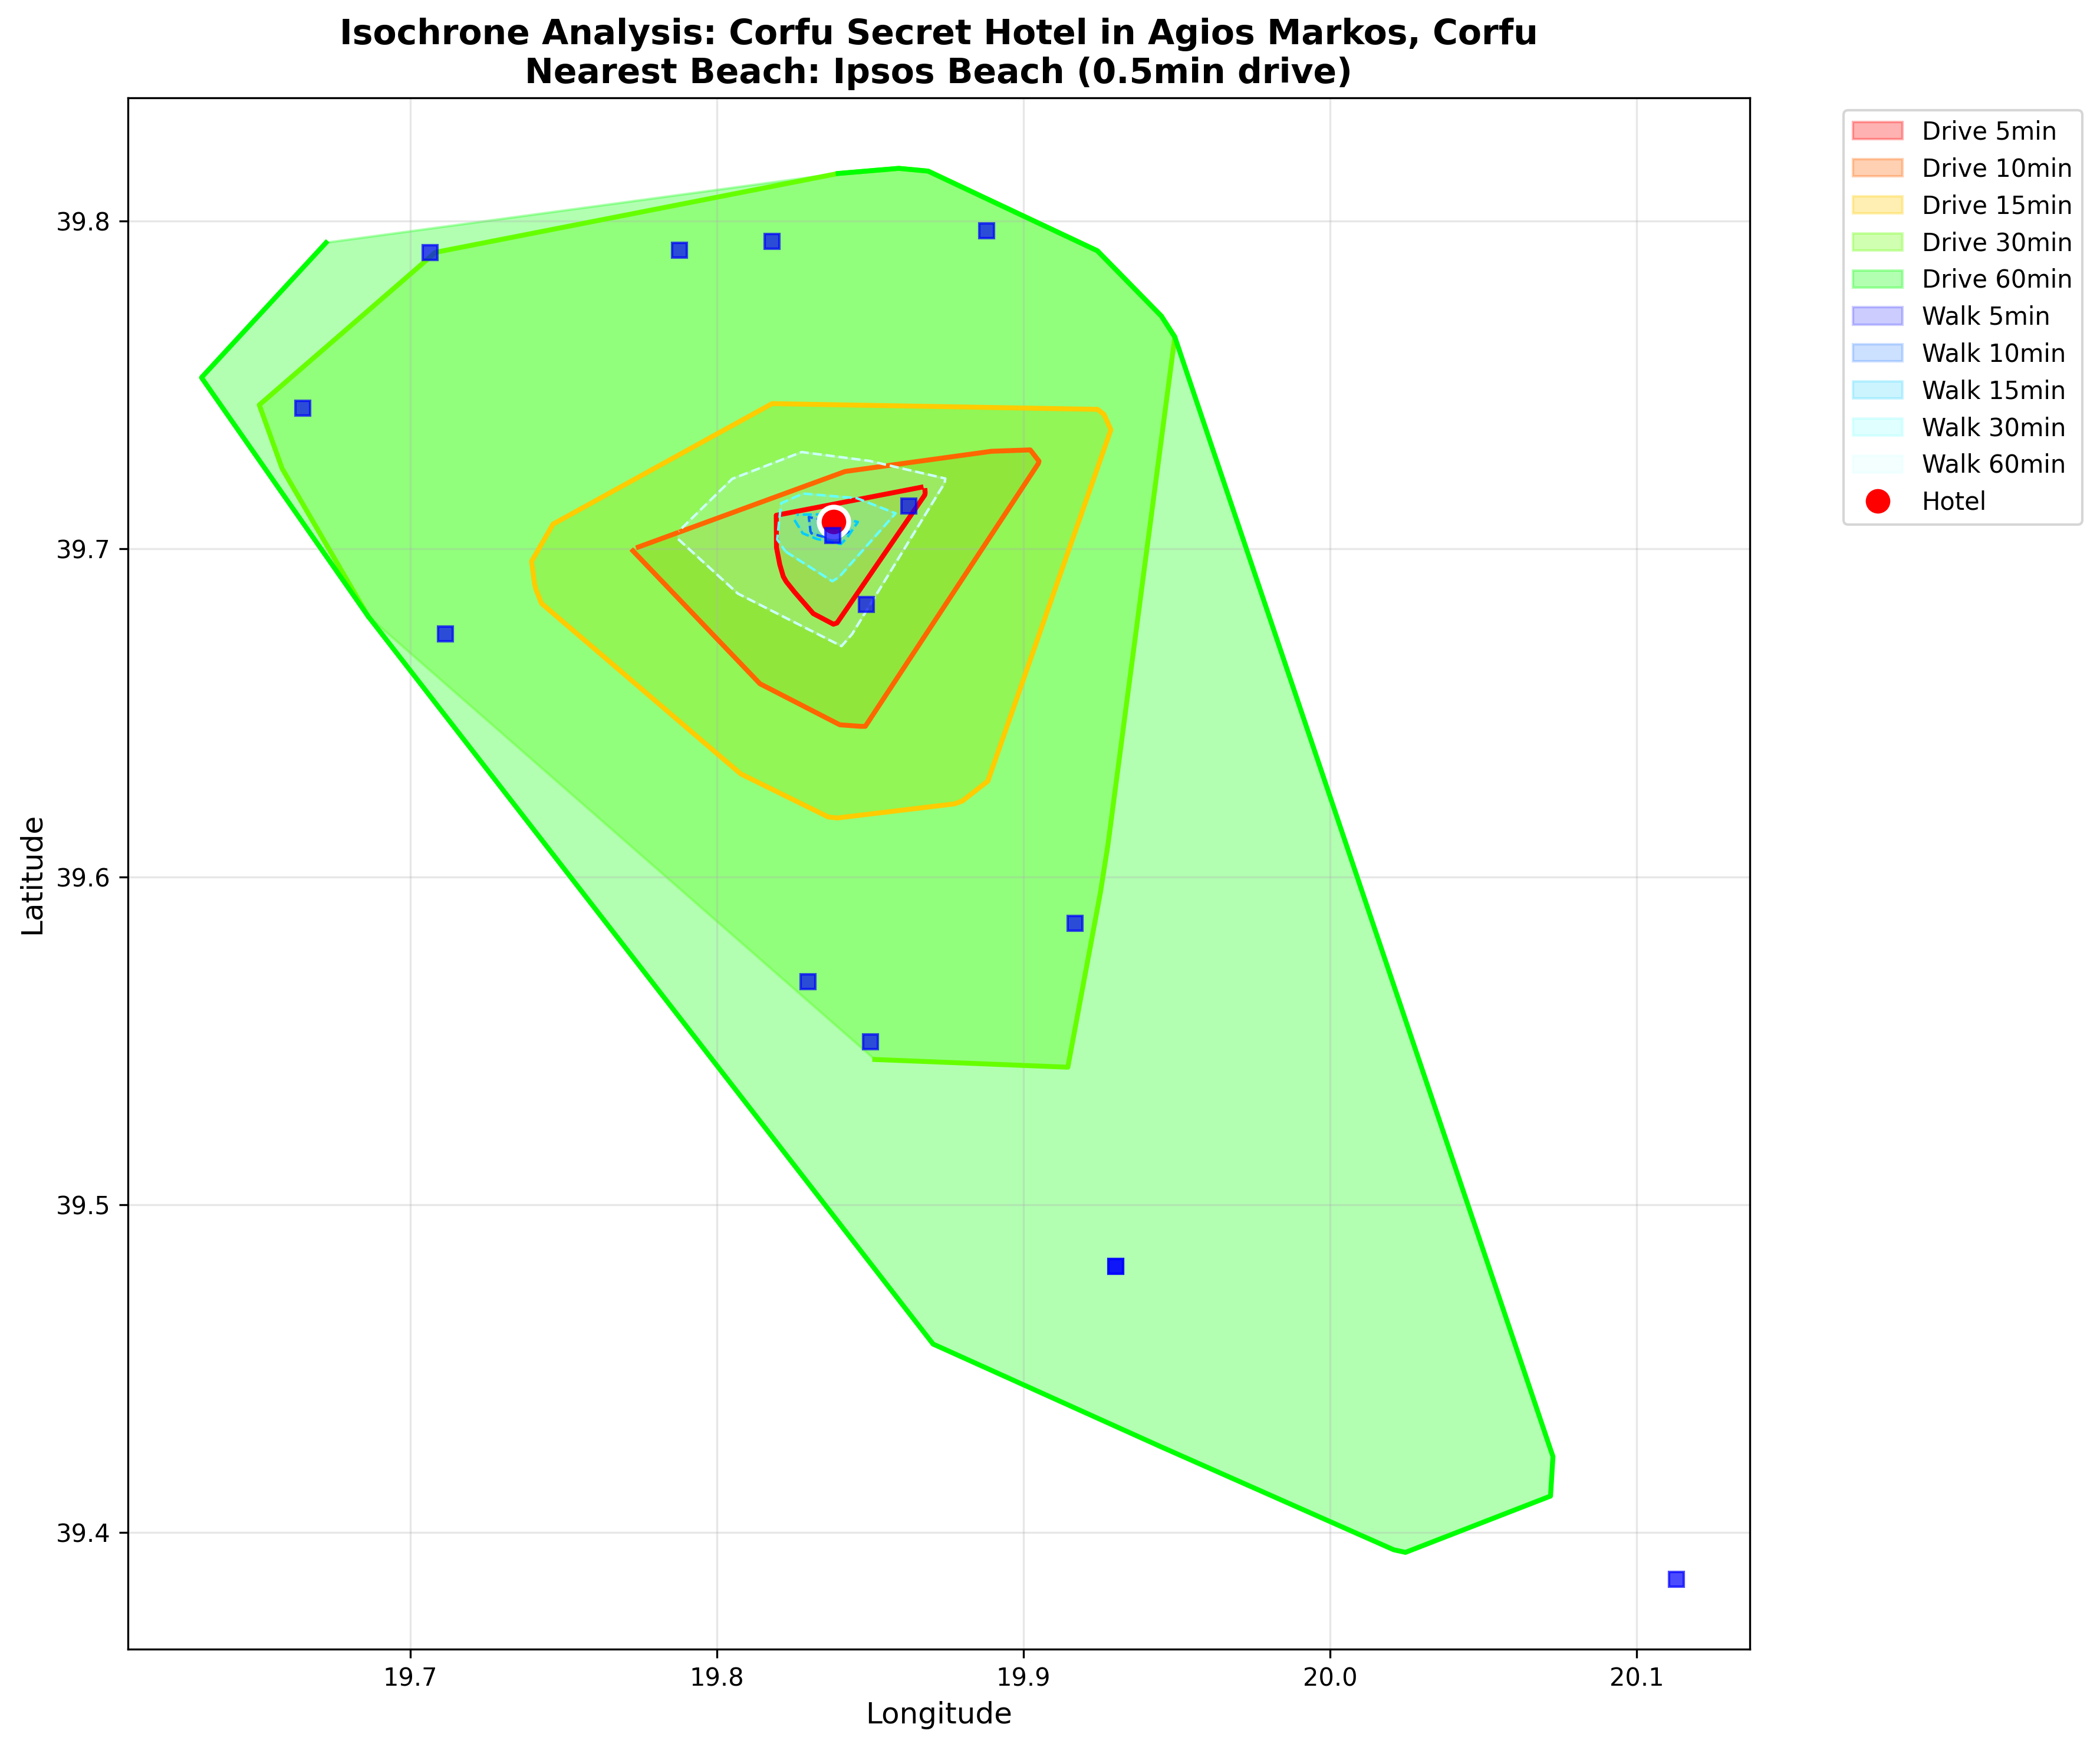 Isochrone Analysis: Corfu Secret Hotel in Agios Markos, Corfu
Nearest Beach: Ipsos Beach (0.5min drive)
Drive 5min
Drive 10min
Drive 15min
Drive 30min
Drive 60min
Walk 5min
Walk 10min
Walk 15min
Walk 30min
Walk 60min
Hotel
Latitude
39.8
39.7
39.6
39.5
39.4
19.7
19.8
19.9
20.0
20.1
Longitude